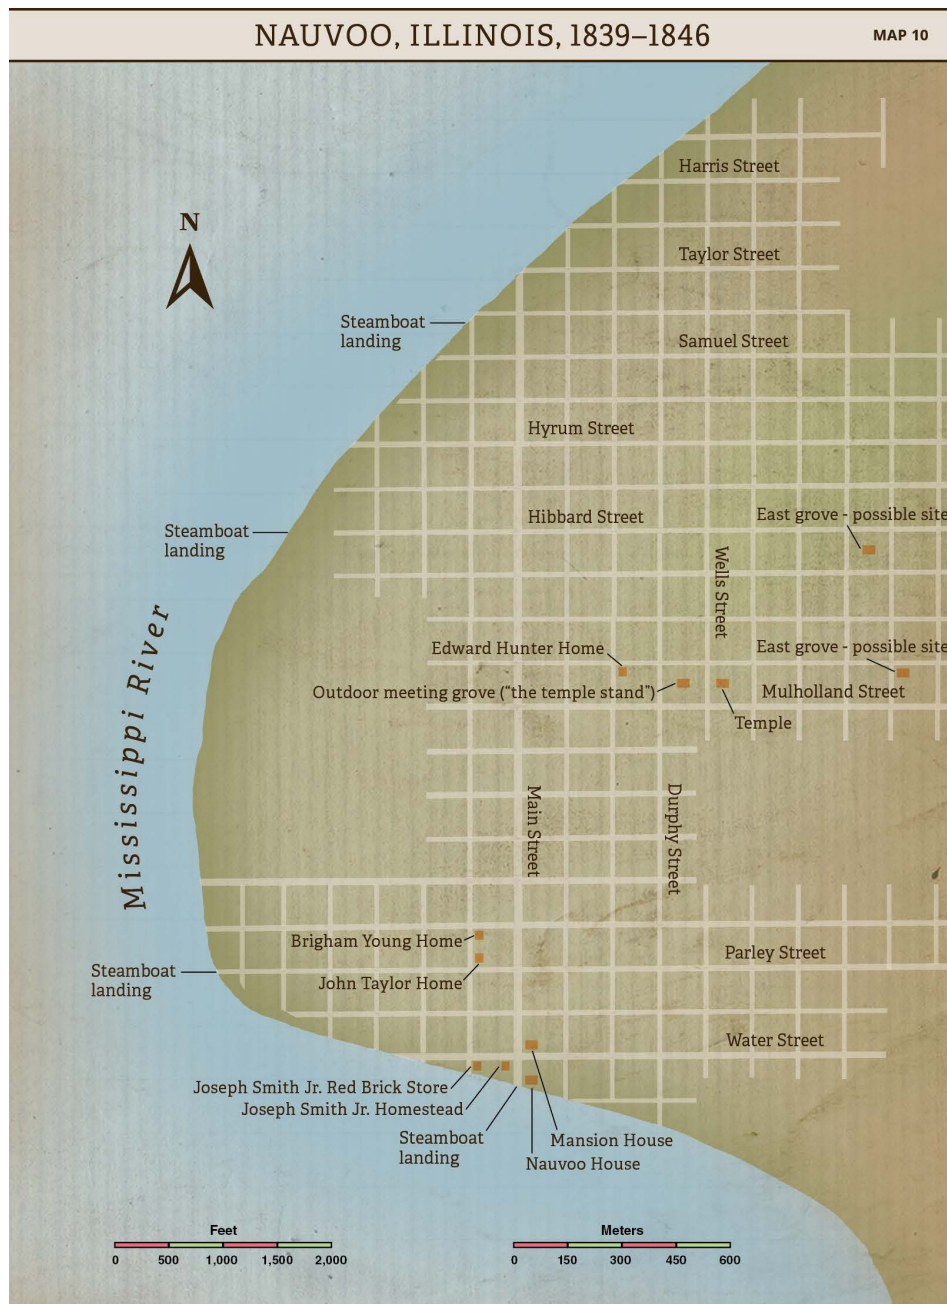 NAUVOO, ILLINOIS, 1839–1846
MAP 10
Harris Street
N
Taylor Street
Steamboat
landing
Samuel Street
Hyrum Street
Hibbard Street
East grove - possible site
Steamboat
landing
Wells Street
Mississippi River
Edward Hunter Home
East grove - possible site
Outdoor meeting grove (“the temple stand”)
Mulholland Street
Temple
Main Street
Durphy Street
Brigham Young Home
Parley Street
Steamboat
landing
John Taylor Home
Water Street
Joseph Smith Jr. Red Brick Store
Joseph Smith Jr. Homestead
Steamboat
landing
Mansion House
Nauvoo House
Feet
0 500 1,000 1,500 2,000
Meters
0 150 300 450 600